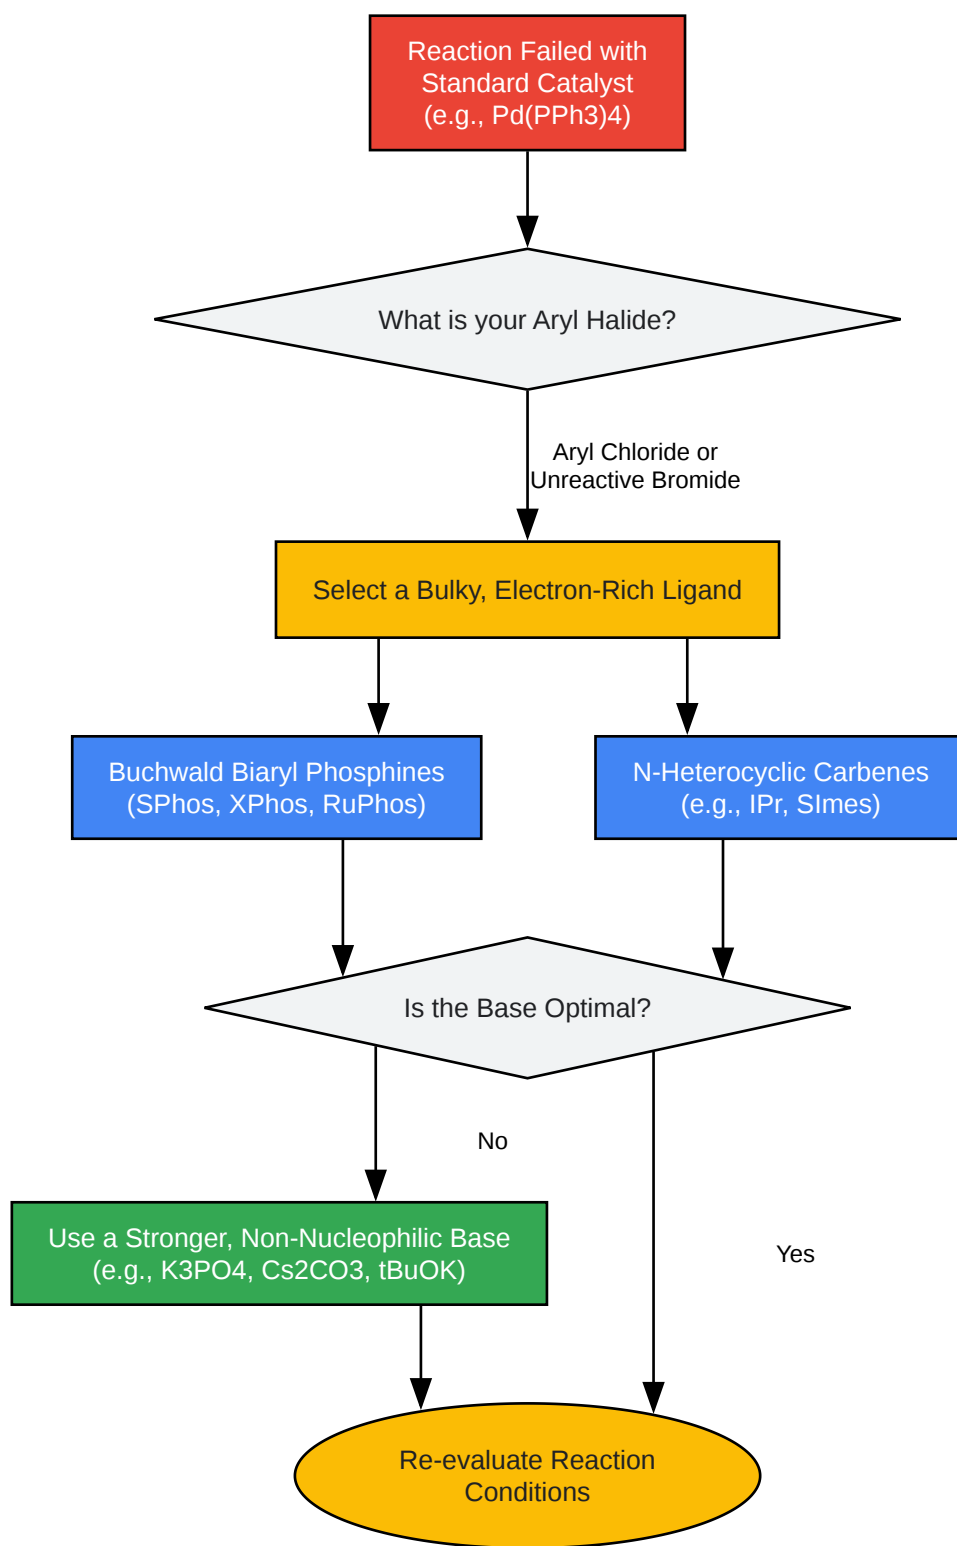 Reaction Failed with
Standard Catalyst
(e.g., Pd(PPh3)4)
What is your Aryl Halide?
Aryl Chloride or
Unreactive Bromide
Select a Bulky, Electron-Rich Ligand
Buchwald Biaryl Phosphines
(SPhos, XPhos, RuPhos)
N-Heterocyclic Carbenes
(e.g., IPr, SImes)
Is the Base Optimal?
No
Use a Stronger, Non-Nucleophilic Base
(e.g., K3PO4, Cs2CO3, tBuOK)
Yes
Re-evaluate Reaction
Conditions